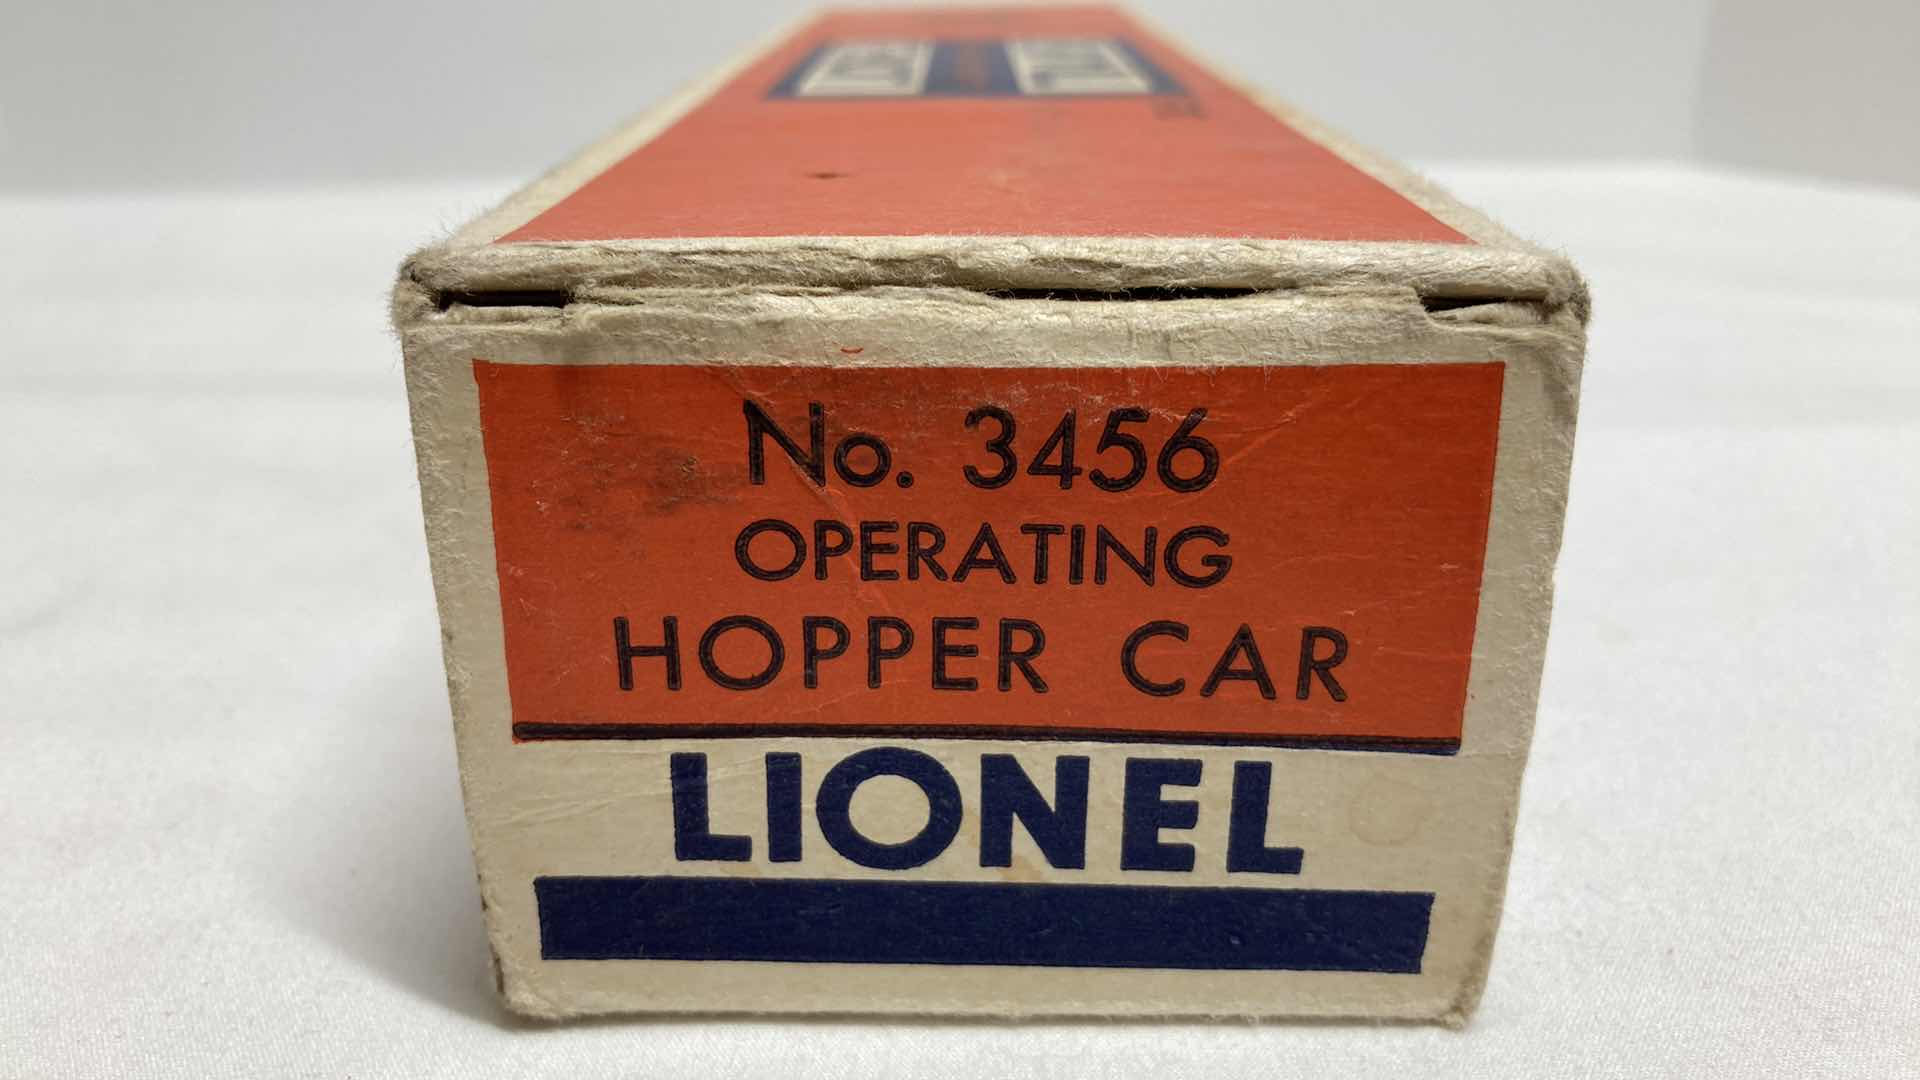 No. 3456
OPERATING
HOPPER CAR
LIONEL